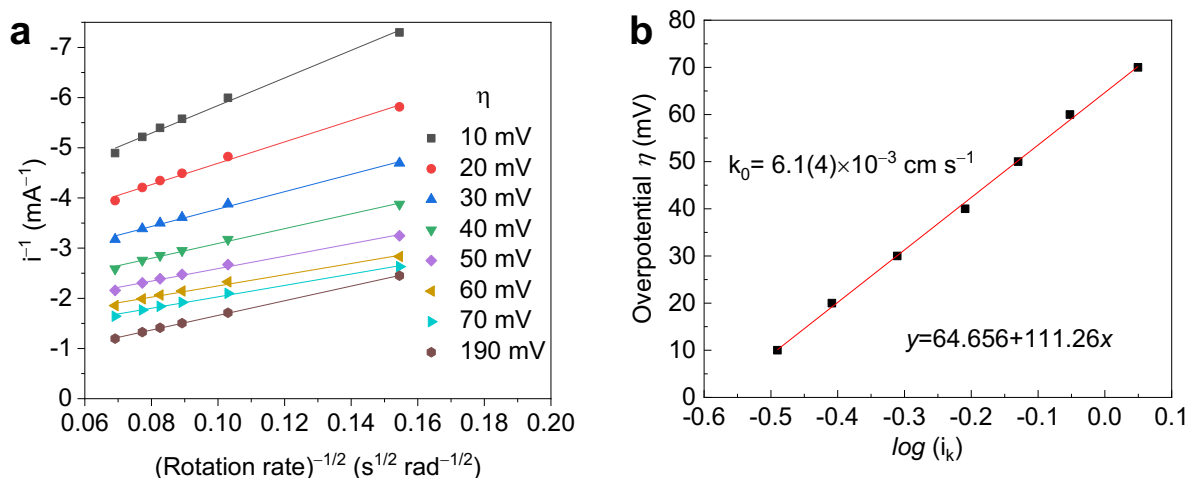 a
-7
-6
-5
-4
-3
-2
-1
0
i⁻¹ (mA⁻¹)
η
10 mV
20 mV
30 mV
40 mV
50 mV
60 mV
70 mV
190 mV
0.06 0.08 0.10 0.12 0.14 0.16 0.18 0.20
(Rotation rate)⁻¹/² (s¹/² rad⁻¹/²)
b
80
70
60
50
40
30
20
10
0
Overpotential η (mV)
k₀= 6.1(4)×10⁻³ cm s⁻¹
y=64.656+111.26x
-0.6 -0.5 -0.4 -0.3 -0.2 -0.1 0.0 0.1
log (iₖ)